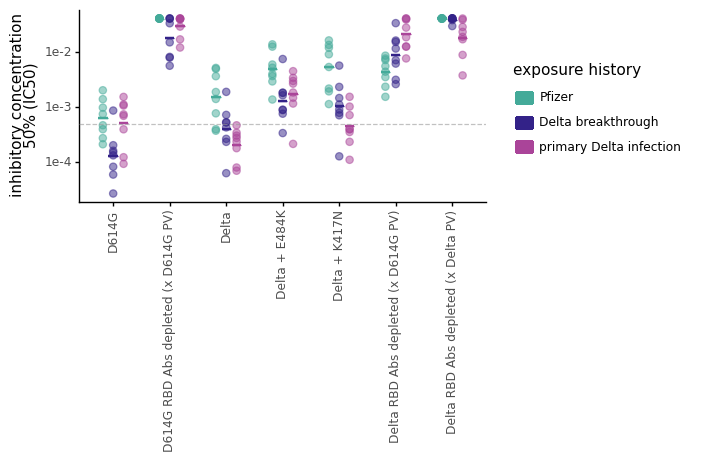 inhibitory concentration
50% (IC50)
1e-2
1e-3
1e-4
D614G
D614G RBD Abs depleted (x D614G PV)
Delta
Delta + E484K
Delta + K417N
Delta RBD Abs depleted (x D614G PV)
Delta RBD Abs depleted (x Delta PV)
exposure history
Pfizer
Delta breakthrough
primary Delta infection